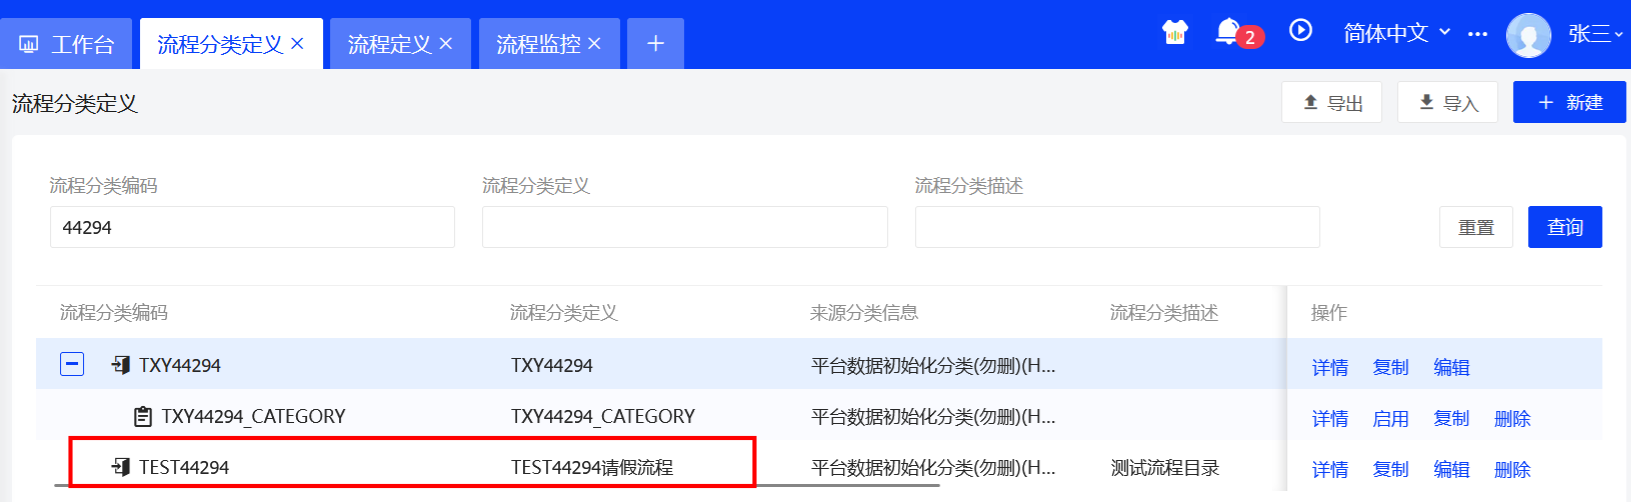 工作台 流程分类定义 × 流程定义 × 流程监控 × + 2 简体中文 ··· 张三
流程分类定义 导出 导入 + 新建
流程分类编码 流程分类定义 流程分类描述
44294 重置 查询
流程分类编码 流程分类定义 来源分类信息 流程分类描述 操作
TXY44294 TXY44294 平台数据初始化分类(勿删)(H... 详情 复制 编辑
TXY44294_CATEGORY TXY44294_CATEGORY 平台数据初始化分类(勿删)(H... 详情 启用 复制 删除
TEST44294 TEST44294请假流程 平台数据初始化分类(勿删)(H... 测试流程目录 详情 复制 编辑 删除